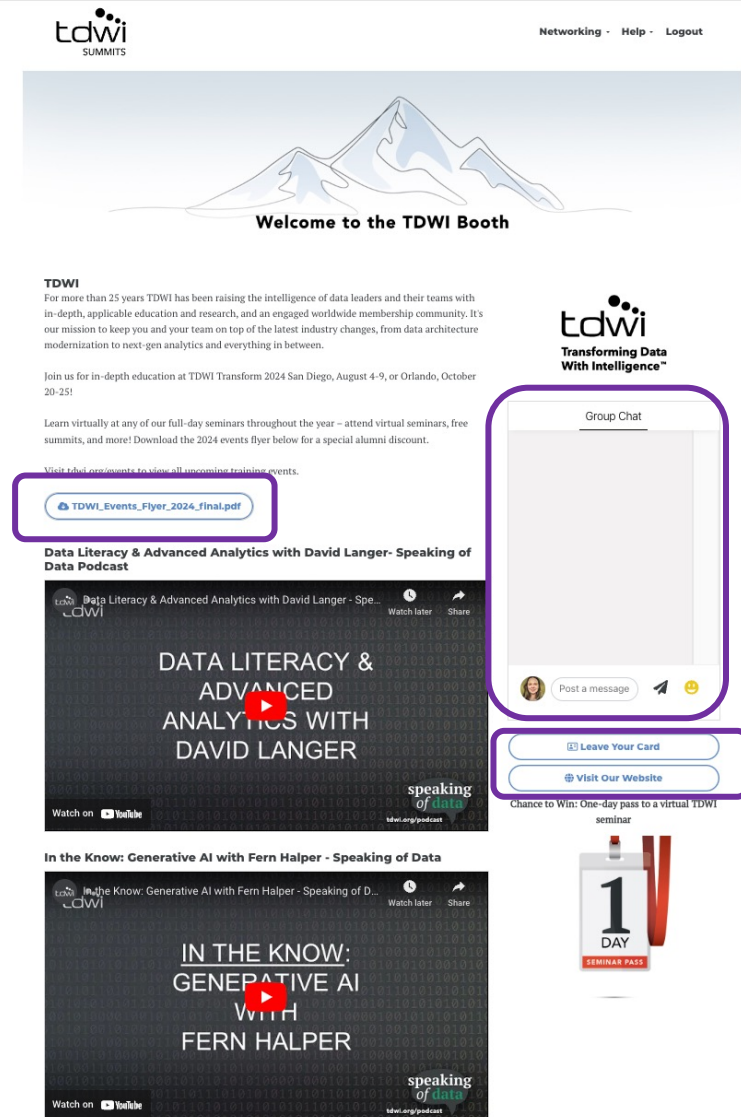 tdwi
SUMMITS
Networking
Help
Logout
Welcome to the TDWI Booth
TDWI
For more than 25 years TDWI has been raising the intelligence of data leaders and their teams with
in-depth, applicable education and research, and an engaged worldwide membership community. It's
our mission to keep you and your team on top of the latest industry changes, from data architecture
modernization to next-gen analytics and everything in between.
Join us for in-depth education at TDWI Transform 2024 San Diego, August 4-9, or Orlando, October
20-25!
Learn virtually at any of our full-day seminars throughout the year – attend virtual seminars, free
summits, and more! Download the 2024 events flyer below for a special alumni discount.
Visit tdwi.org/events to view all upcoming training events.
TDWI_Events_Flyer_2024_final.pdf
Data Literacy & Advanced Analytics with David Langer- Speaking of
Data Podcast
tdwi
Data Literacy & Advanced Analytics with David Langer - Spe...
Watch later
Share
tdwi
DATA LITERACY &
ADVANCED
ANALYTICS WITH
DAVID LANGER
speaking
of data
tdwi.org/podcast
Watch on YouTube
In the Know: Generative AI with Fern Halper - Speaking of Data
tdwi
In the Know: Generative AI with Fern Halper - Speaking of D...
Watch later
Share
tdwi
IN THE KNOW:
GENERATIVE AI
WITH
FERN HALPER
speaking
of data
tdwi.org/podcast
Watch on YouTube
tdwi
Transforming Data
With Intelligence™
Group Chat
Post a message
Leave Your Card
Visit Our Website
Chance to Win: One-day pass to a virtual TDWI
seminar
1
DAY
SEMINAR PASS